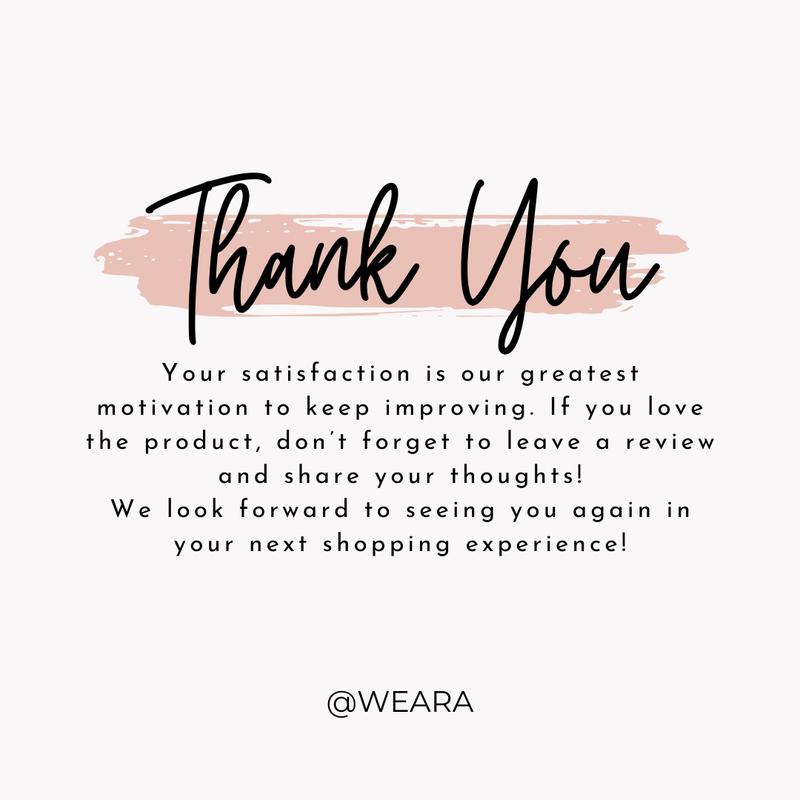 Thank You
Your satisfaction is our greatest
motivation to keep improving. If you love
the product, don't forget to leave a review
and share your thoughts!
We look forward to seeing you again in
your next shopping experience!
@WEARA